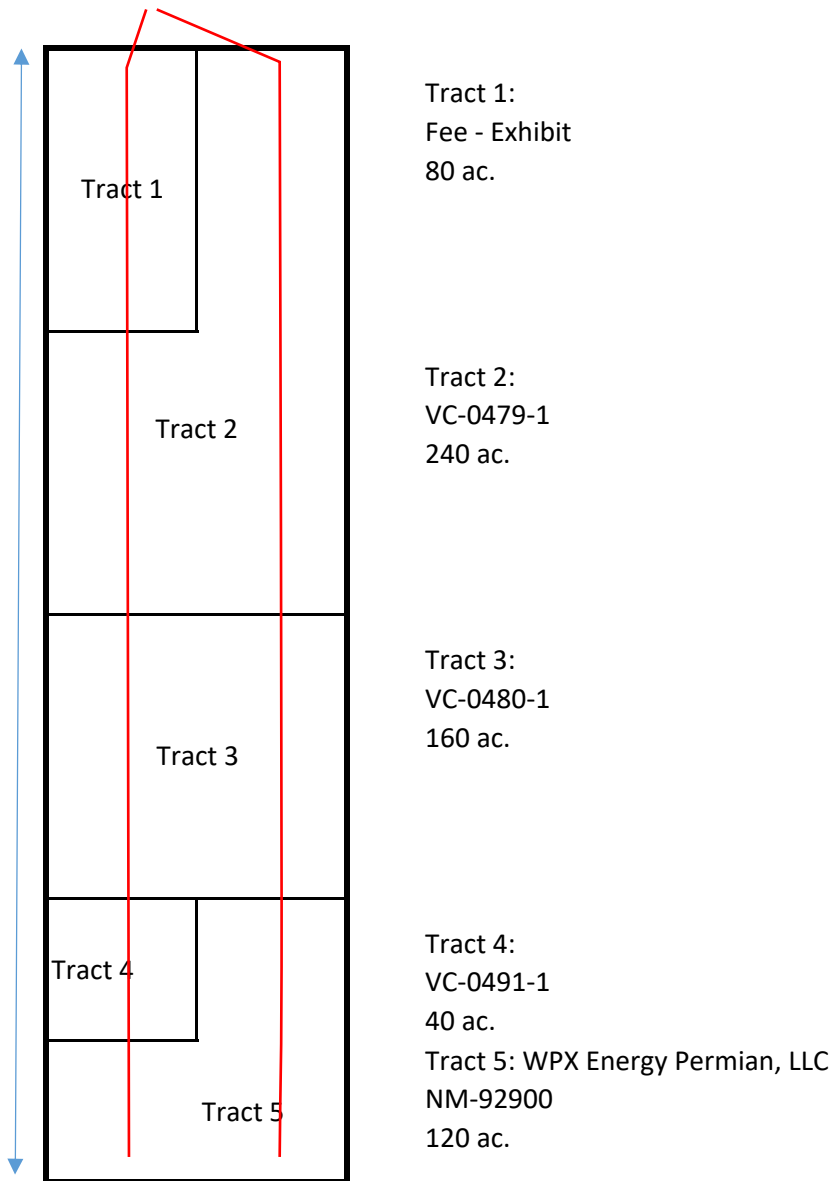 Tract 1:
Fee - Exhibit
80 ac.
Tract 1
Tract 2:
VC-0479-1
240 ac.
Tract 2
Tract 3:
VC-0480-1
160 ac.
Tract 3
Tract 4:
VC-0491-1
40 ac.
Tract 4
Tract 5: WPX Energy Permian, LLC
NM-92900
120 ac.
Tract 5